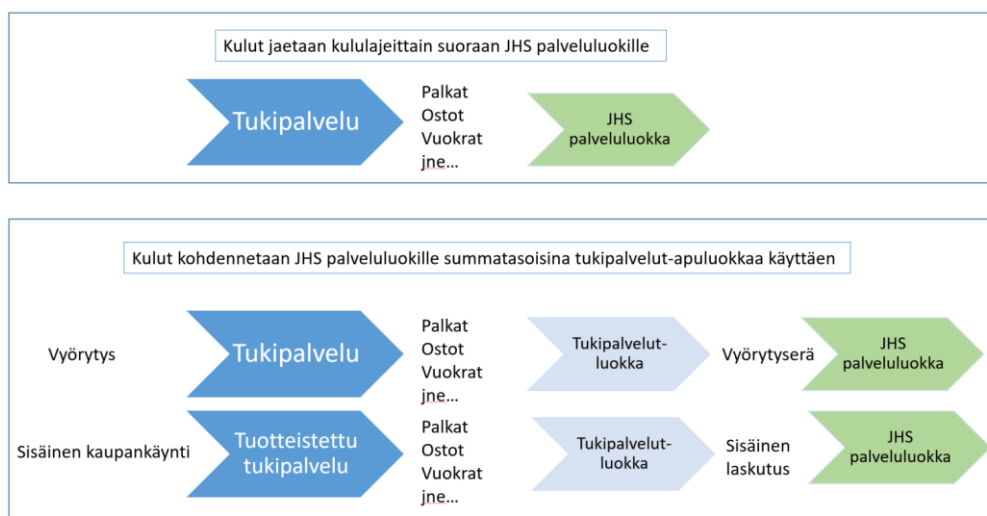 Kulut jaetaan kululajeittain suoraan JHS palveluluokille
Tukipalvelu
Palkat
Ostot
Vuokrat
jne…
JHS
palveluluokka
Kulut kohdennetaan JHS palveluluokille summatasoisina tukipalvelut-apuluokkaa käyttäen
Vyörytys
Tukipalvelu
Palkat
Ostot
Vuokrat
jne…
Tukipalvelut-
luokka
Vyörytyserä
JHS
palveluluokka
Sisäinen kaupankäynti
Tuotteistettu
tukipalvelu
Palkat
Ostot
Vuokrat
jne…
Tukipalvelut-
luokka
Sisäinen
laskutus
JHS
palveluluokka